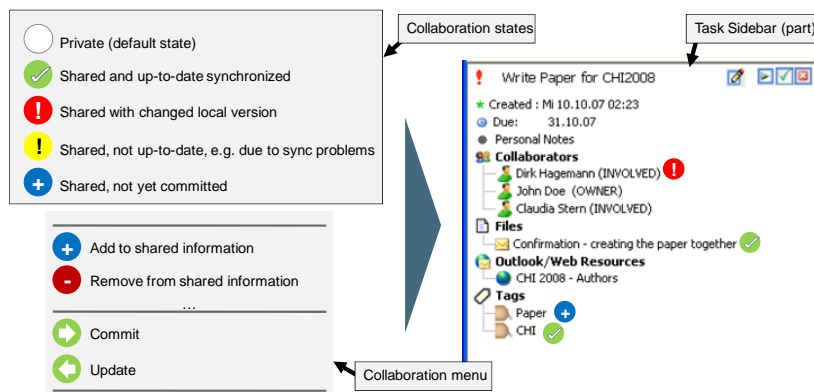 Collaboration states
Private (default state)
Shared and up-to-date synchronized
! Shared with changed local version
! Shared, not up-to-date, e.g. due to sync problems
+ Shared, not yet committed
+ Add to shared information
- Remove from shared information
...
Commit
Update
Collaboration menu
Task Sidebar (part)
! Write Paper for CHI2008
Created : Mi 10.10.07 02:23
Due: 31.10.07
Personal Notes
Collaborators
Dirk Hagemann (INVOLVED) !
John Doe (OWNER)
Claudia Stern (INVOLVED)
Files
Confirmation - creating the paper together
Outlook/Web Resources
CHI 2008 - Authors
Tags
Paper +
CHI